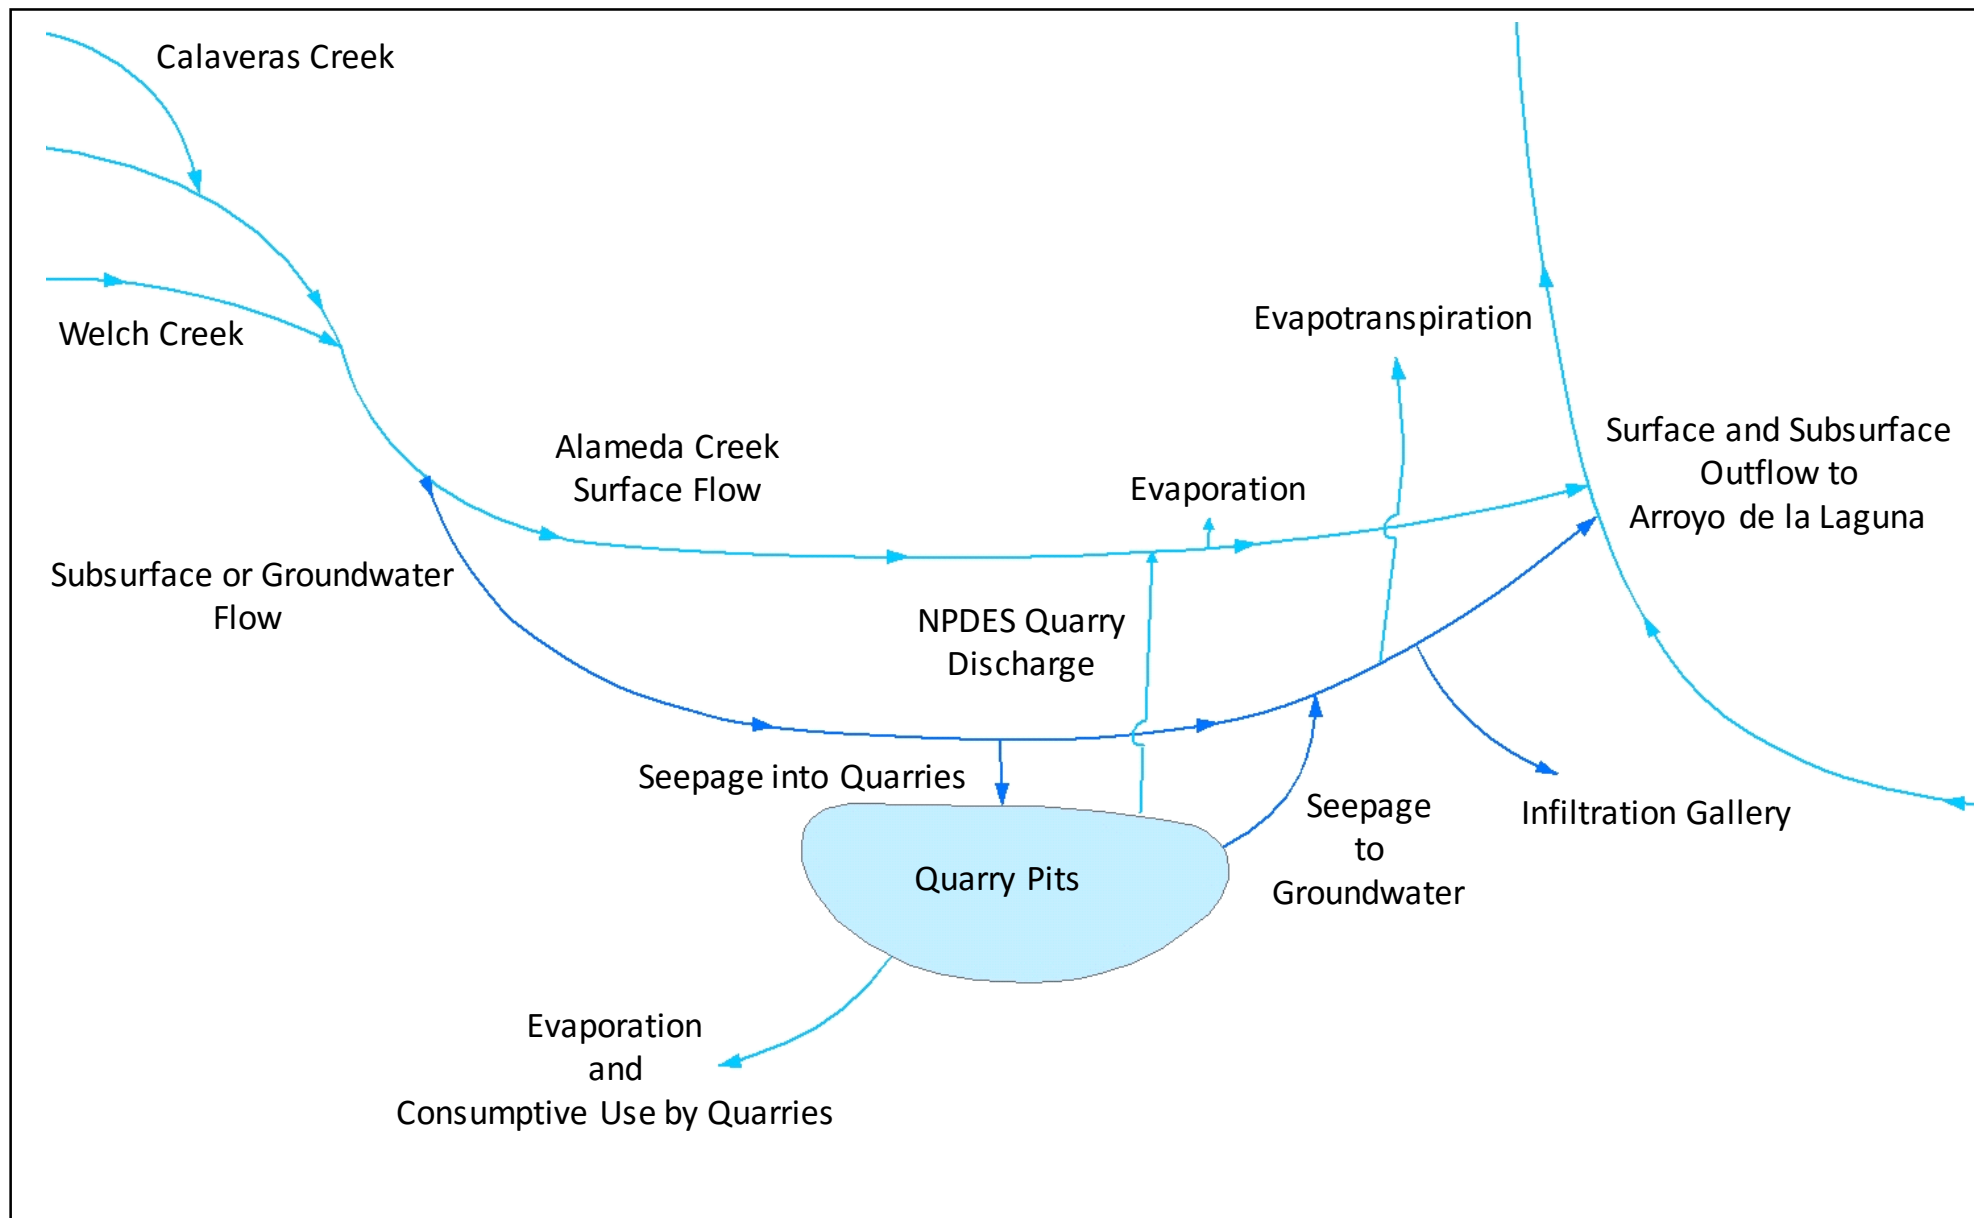 Calaveras Creek
Welch Creek
Evapotranspiration
Alameda Creek
Surface Flow
Evaporation
Surface and Subsurface
Outflow to
Arroyo de la Laguna
Subsurface or Groundwater
Flow
NPDES Quarry
Discharge
Seepage into Quarries
Seepage
to
Groundwater
Infiltration Gallery
Quarry Pits
Evaporation
and
Consumptive Use by Quarries